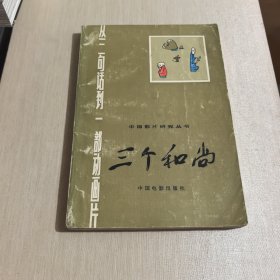 从三句话到一部动画片
中国影片研究丛书
三个和尚
中国电影出版社